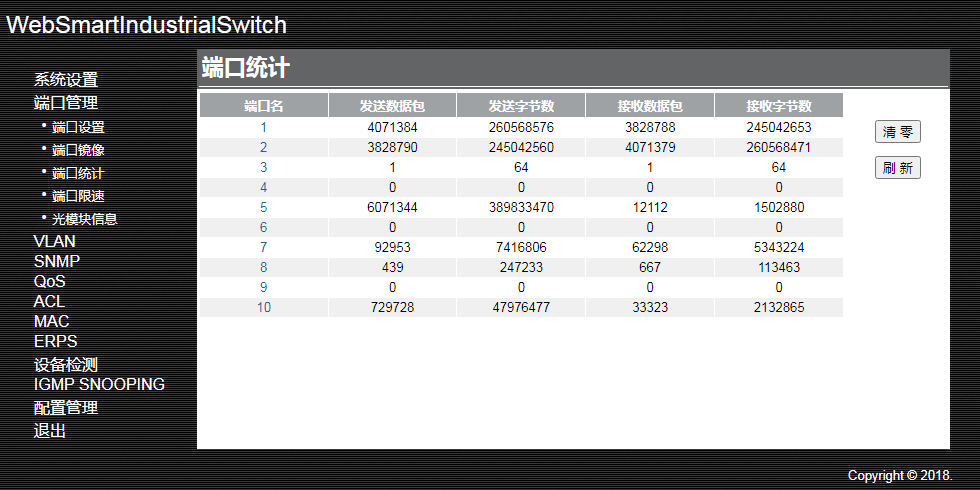 WebSmartIndustrialSwitch
系统设置
端口管理
• 端口设置
• 端口镜像
• 端口统计
• 端口限速
• 光模块信息
VLAN
SNMP
QoS
ACL
MAC
ERPS
设备检测
IGMP SNOOPING
配置管理
退出
端口统计
端口名 发送数据包 发送字节数 接收数据包 接收字节数
1 4071384 260568576 3828788 245042653
2 3828790 245042560 4071379 260568471
3 1 64 1 64
4 0 0 0 0
5 6071344 389833470 12112 1502880
6 0 0 0 0
7 92953 7416806 62298 5343224
8 439 247233 667 113463
9 0 0 0 0
10 729728 47976477 33323 2132865
清 零
刷 新
Copyright © 2018.